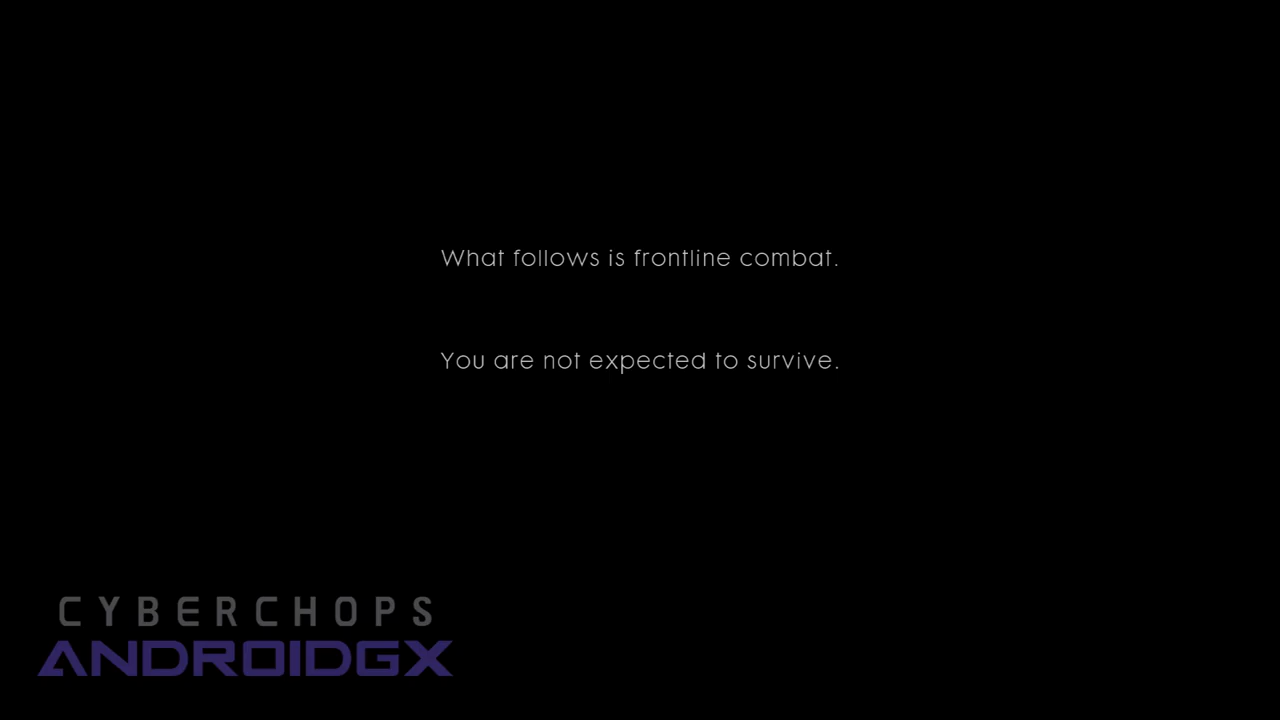 What follows is frontline combat.
You are not expected to survive.
CYBERCHOPS
ANDROIDGX